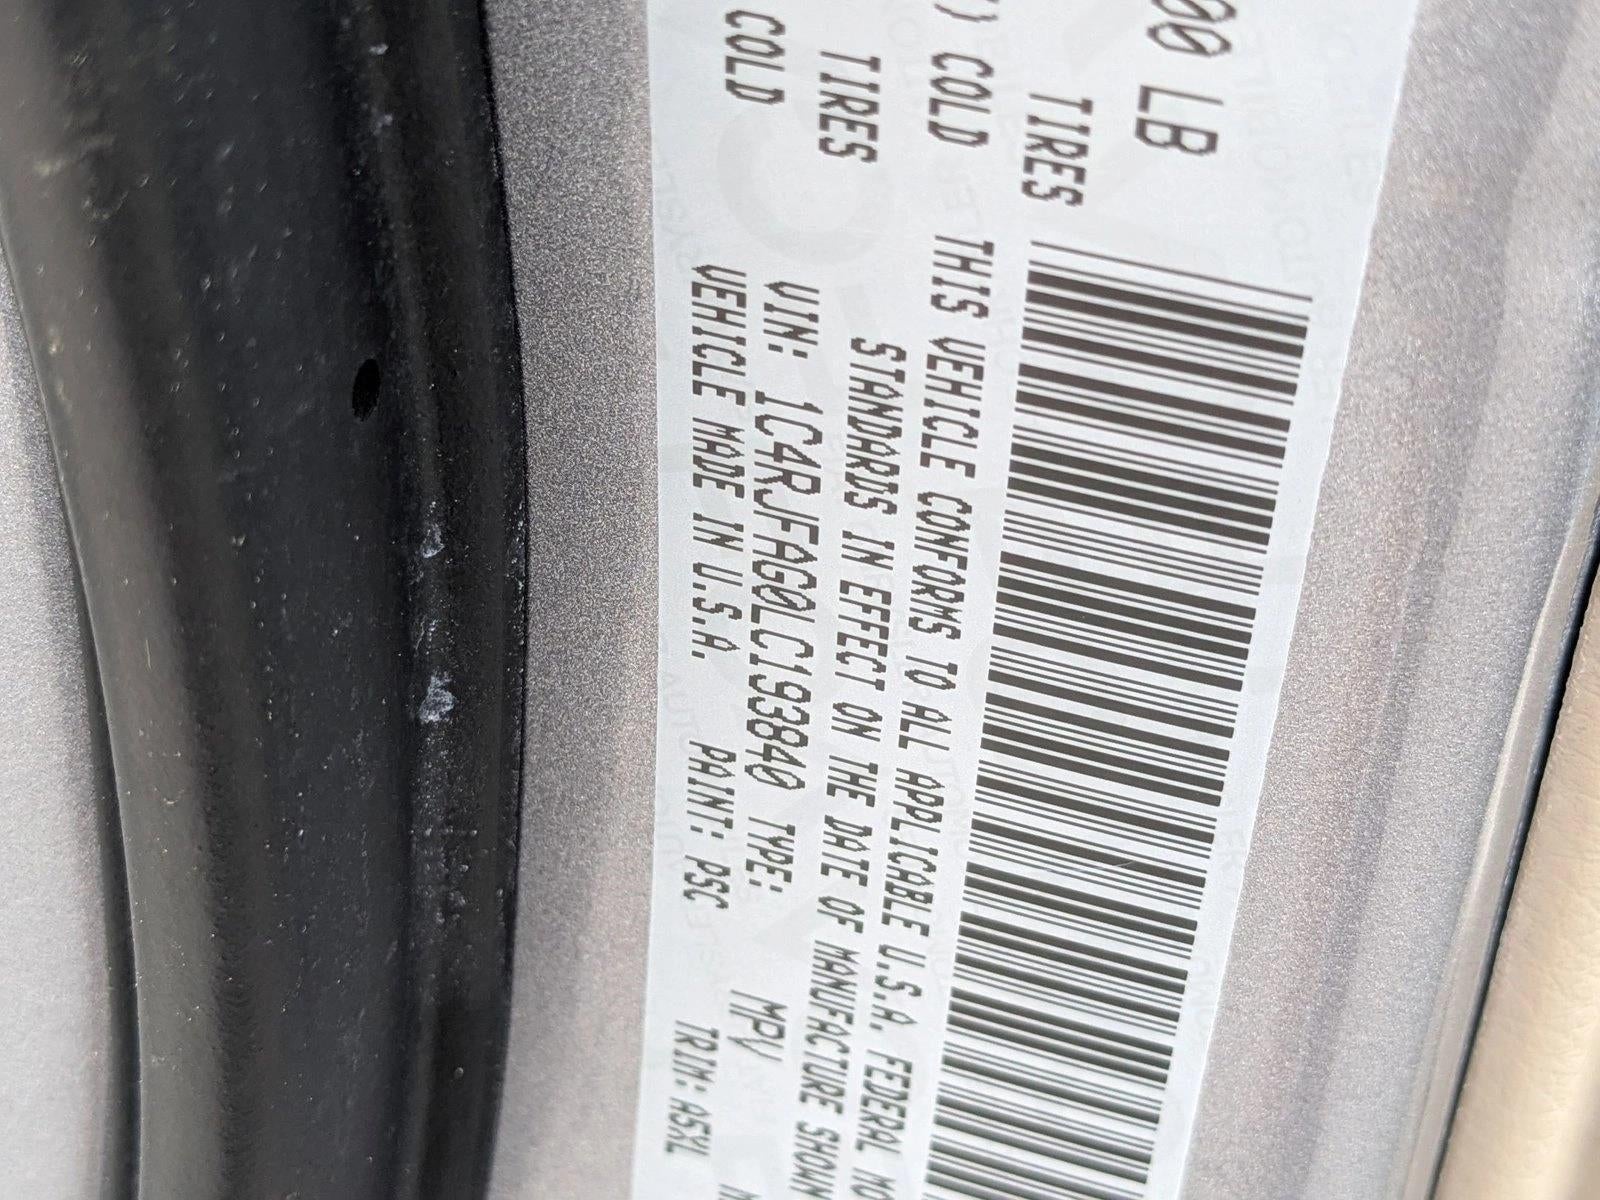 00 LB
TIRES
) COLD
TIRES
COLD
THIS VEHICLE CONFORMS TO ALL APPLICABLE U.S.A. FEDERAL MO
STANDARDS IN EFFECT ON THE DATE OF MANUFACTURE SHOWN
VIN: 1C4RJFAG0LC193840 TYPE: MPV
VEHICLE MADE IN U.S.A. PAINT: PSC TRIM: A5XL